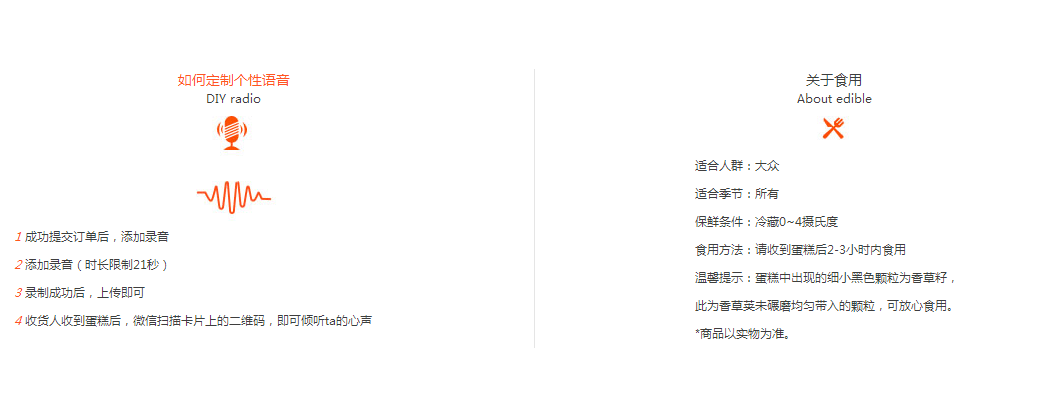 如何定制个性语音
DIY radio
1 成功提交订单后，添加录音
2 添加录音（时长限制21秒）
3 录制成功后，上传即可
4 收货人收到蛋糕后，微信扫描卡片上的二维码，即可倾听ta的心声
关于食用
About edible
适合人群：大众
适合季节：所有
保鲜条件：冷藏0~4摄氏度
食用方法：请收到蛋糕后2-3小时内食用
温馨提示：蛋糕中出现的细小黑色颗粒为香草籽，
此为香草荚未碾磨均匀带入的颗粒，可放心食用。
*商品以实物为准。